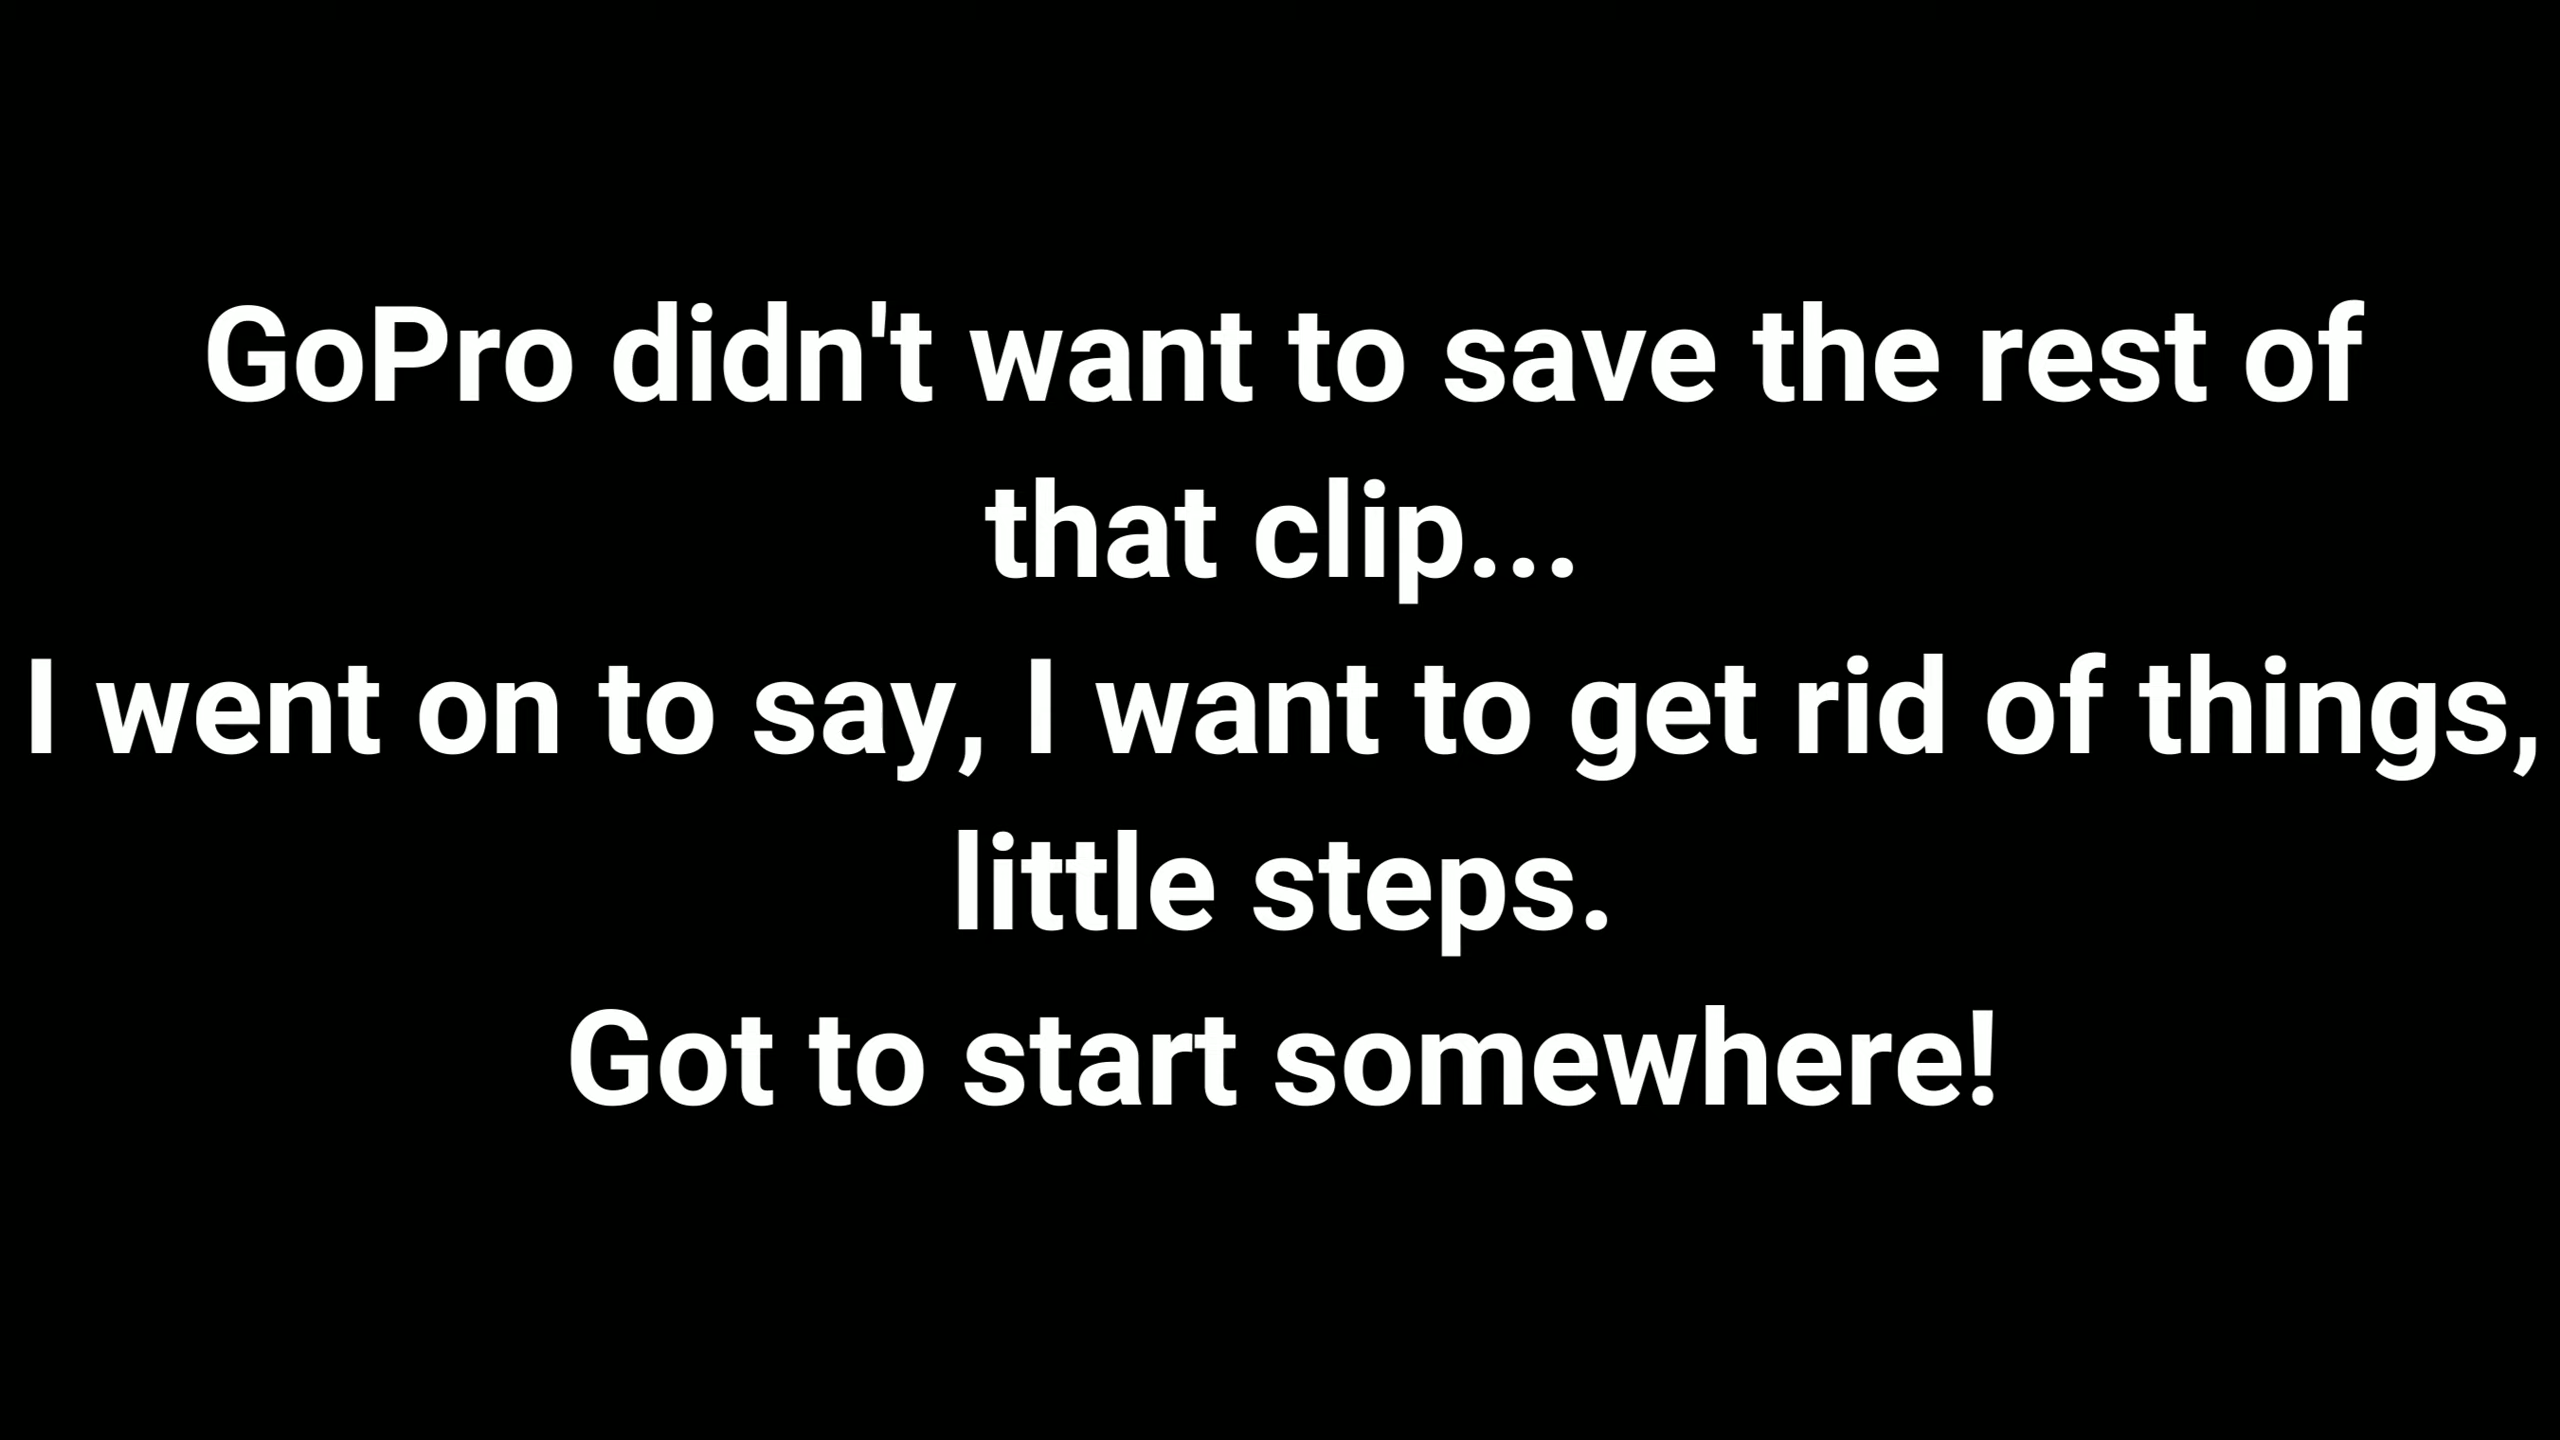 GoPro didn't want to save the rest of
that clip...
I went on to say, I want to get rid of things,
little steps.
Got to start somewhere!